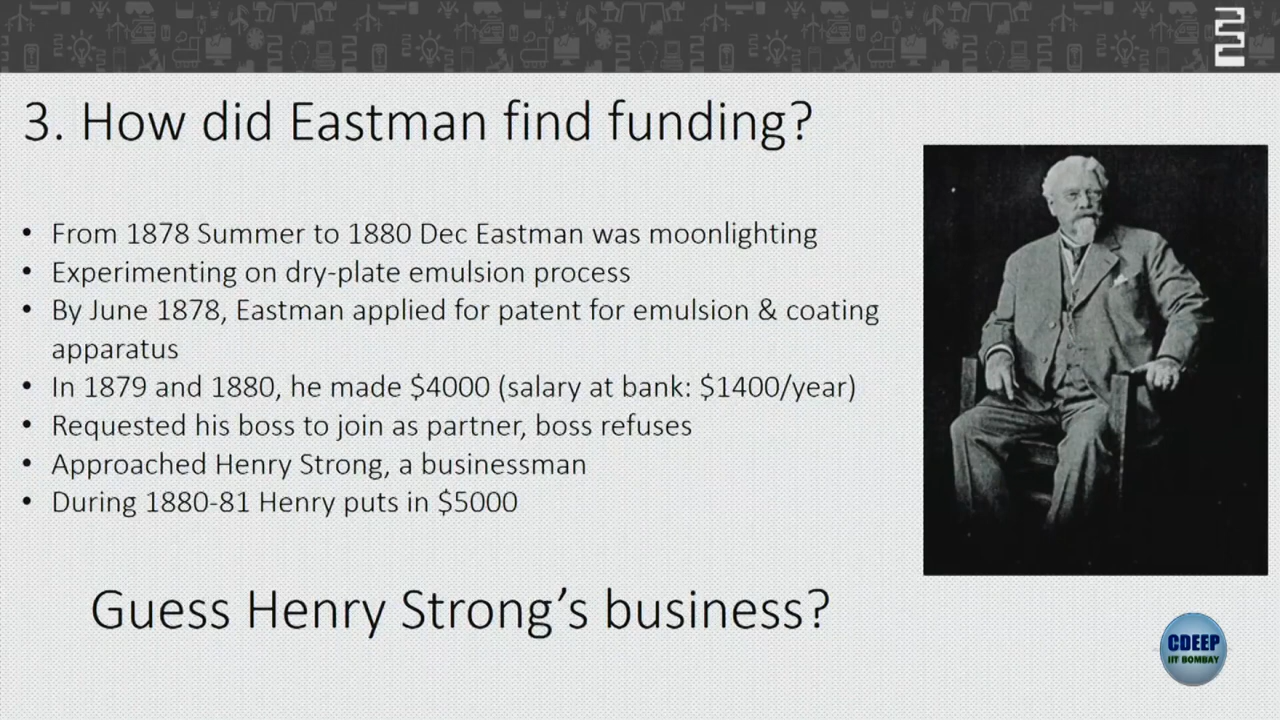 3. How did Eastman find funding?
• From 1878 Summer to 1880 Dec Eastman was moonlighting
• Experimenting on dry-plate emulsion process
• By June 1878, Eastman applied for patent for emulsion & coating
apparatus
• In 1879 and 1880, he made $4000 (salary at bank: $1400/year)
• Requested his boss to join as partner, boss refuses
• Approached Henry Strong, a businessman
• During 1880-81 Henry puts in $5000
Guess Henry Strong’s business?
CDEEP
IIT BOMBAY